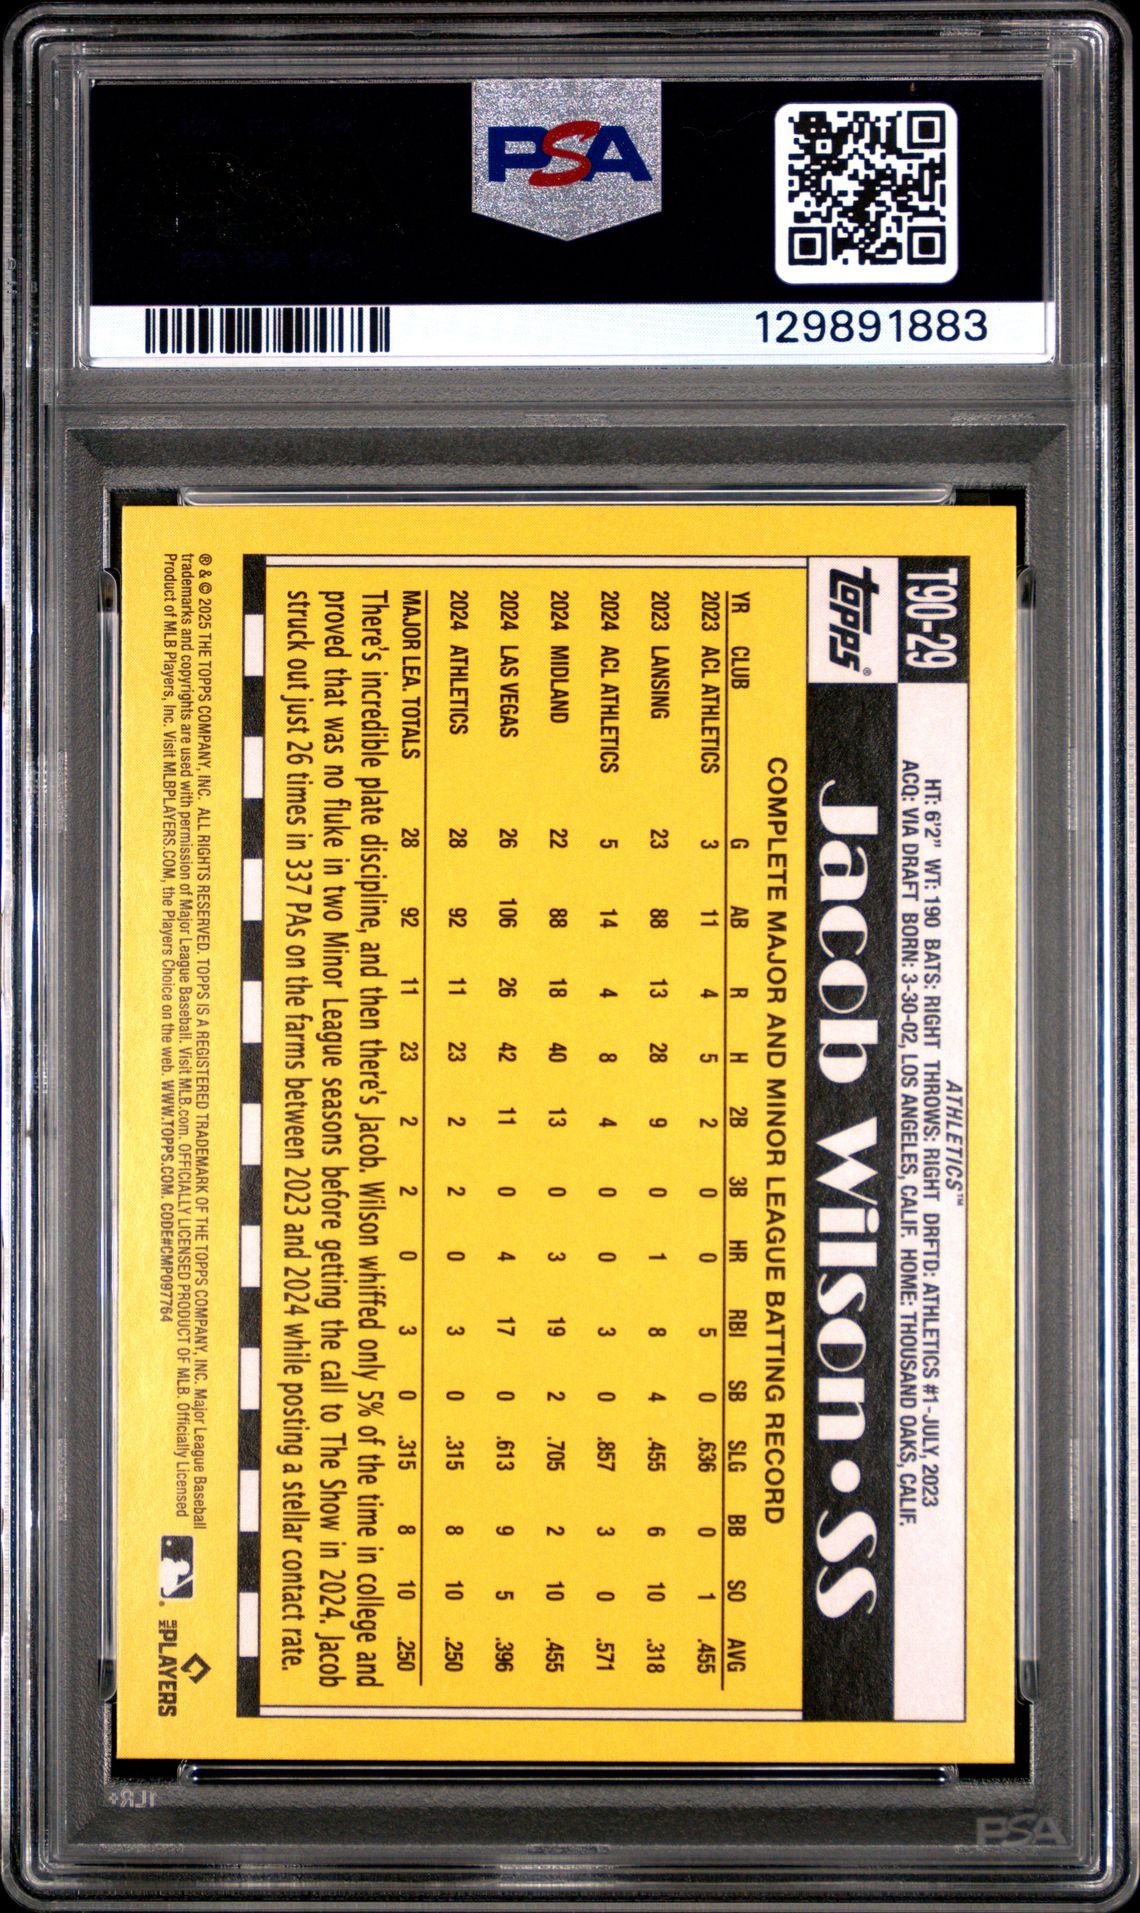 PSA
129891883
T90-29
ATHLETICS™
HT: 6'2" WT: 190 BATS: RIGHT THROWS: RIGHT DRFTD: ATHLETICS #1-JULY, 2023
ACQ: VIA DRAFT BORN: 3-30-02, LOS ANGELES, CALIF. HOME: THOUSAND OAKS, CALIF.
topps®
Jacob Wilson • SS
COMPLETE MAJOR AND MINOR LEAGUE BATTING RECORD
YR CLUB G AB R H 2B 3B HR RBI SB SLG BB SO AVG
2023 ACL ATHLETICS 3 11 4 5 2 0 0 5 0 .636 0 1 .455
2023 LANSING 23 88 13 28 9 0 1 8 4 .455 6 10 .318
2024 ACL ATHLETICS 5 14 4 8 4 0 0 3 0 .857 3 0 .571
2024 MIDLAND 22 88 18 40 13 0 3 19 2 .705 2 10 .455
2024 LAS VEGAS 26 106 26 42 11 0 4 17 0 .613 9 5 .396
2024 ATHLETICS 28 92 11 23 2 2 0 3 0 .315 8 10 .250
MAJOR LEA. TOTALS 28 92 11 23 2 2 0 3 0 .315 8 10 .250
There's incredible plate discipline, and then there's Jacob. Wilson whiffed only 5% of the time in college and
proved that was no fluke in two Minor League seasons before getting the call to The Show in 2024. Jacob
struck out just 26 times in 337 PAs on the farms between 2023 and 2024 while posting a stellar contact rate.
® & © 2025 THE TOPPS COMPANY, INC. ALL RIGHTS RESERVED. TOPPS IS A REGISTERED TRADEMARK OF THE TOPPS COMPANY, INC. Major League Baseball
trademarks and copyrights are used with permission of Major League Baseball. Visit MLB.com. OFFICIALLY LICENSED PRODUCT OF MLB. Officially Licensed
Product of MLB Players, Inc. Visit MLBPLAYERS.COM, the Players Choice on the web. WWW.TOPPS.COM. CODE#CMP097764
MLB PLAYERS
1LR+
PSA